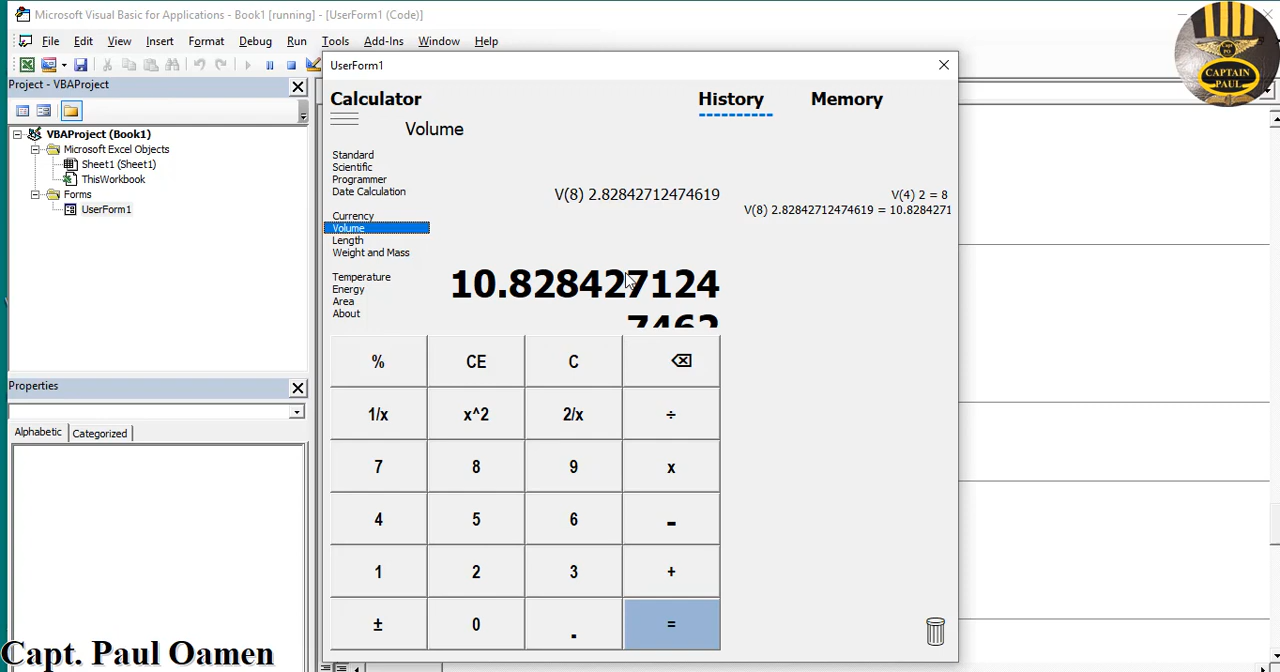 Microsoft Visual Basic for Applications - Book1 [running] - [UserForm1 (Code)]
File Edit View Insert Format Debug Run Tools Add-Ins Window Help
Project - VBAProject
VBAProject (Book1)
Microsoft Excel Objects
Sheet1 (Sheet1)
ThisWorkbook
Forms
UserForm1
Properties
Alphabetic Categorized
UserForm1
Calculator
History Memory
Volume
Standard
Scientific
Programmer
Date Calculation
Currency
Volume
Length
Weight and Mass
Temperature
Energy
Area
About
V(8) 2.82842712474619
10.828427124
7462
V(4) 2 = 8
V(8) 2.82842712474619 = 10.8284271
% CE C ⌫
1/x x^2 2/x ÷
7 8 9 x
4 5 6 -
1 2 3 +
± 0 . =
Capt PO
CAPTAIN
PAUL
Capt. Paul Oamen